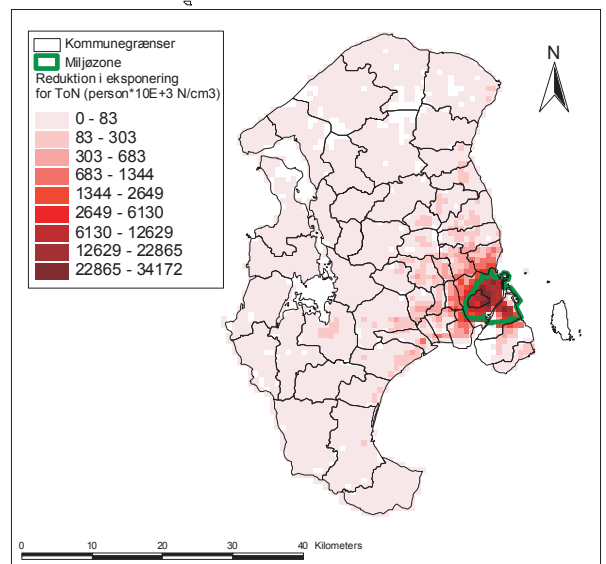 Kommunegrænser
Miljøzone
Reduktion i eksponering
for ToN (person*10E+3 N/cm3)
0 - 83
83 - 303
303 - 683
683 - 1344
1344 - 2649
2649 - 6130
6130 - 12629
12629 - 22865
22865 - 34172
N
0 10 20 30 40 Kilometers